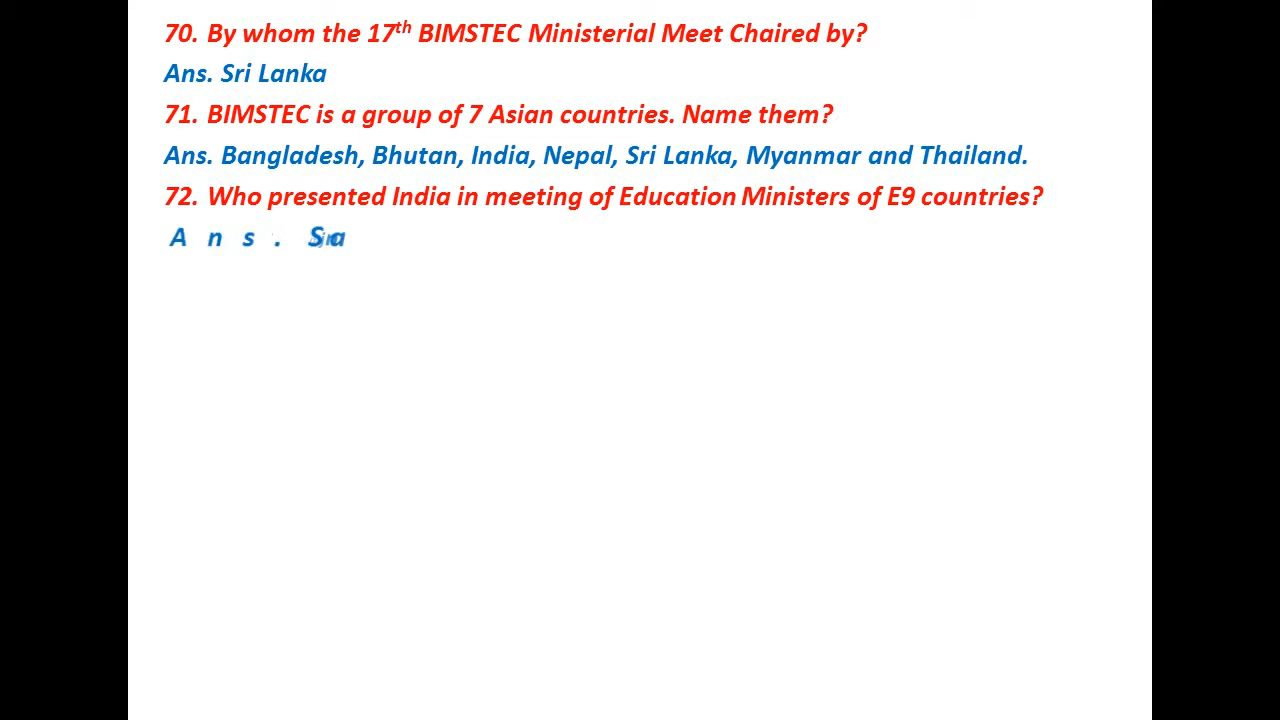 70. By whom the 17th BIMSTEC Ministerial Meet Chaired by?
Ans. Sri Lanka
71. BIMSTEC is a group of 7 Asian countries. Name them?
Ans. Bangladesh, Bhutan, India, Nepal, Sri Lanka, Myanmar and Thailand.
72. Who presented India in meeting of Education Ministers of E9 countries?
Ans.